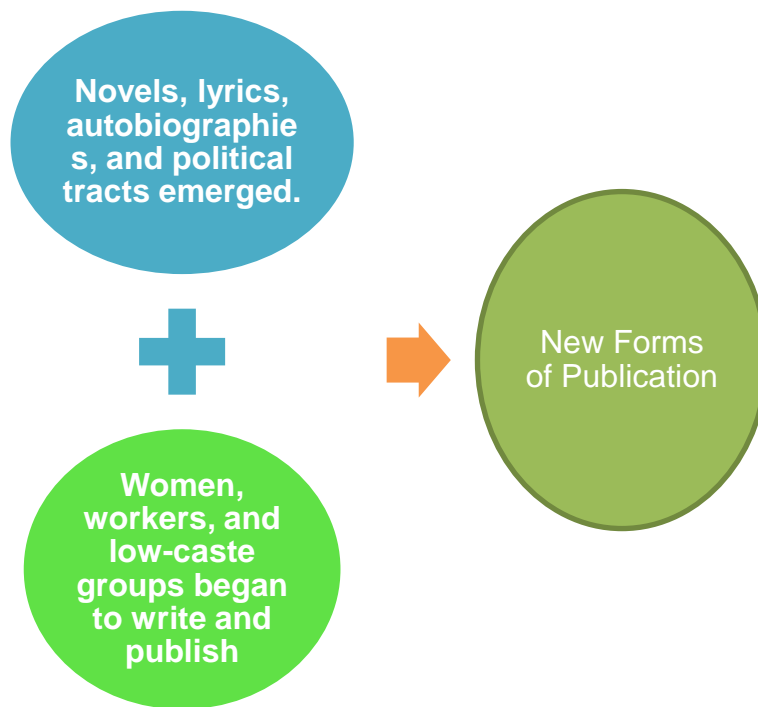 Novels, lyrics,
autobiographie
s, and political
tracts emerged.
Women,
workers, and
low-caste
groups began
to write and
publish
New Forms
of Publication